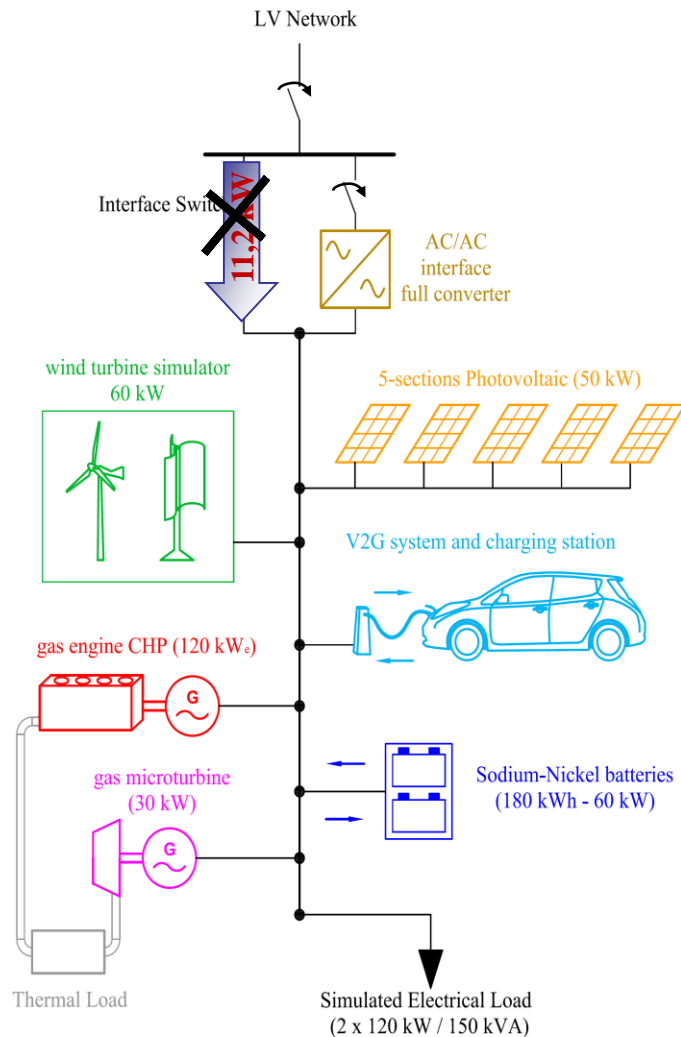 LV Network
Interface Switc
11,2 kW
AC/AC
interface
full converter
wind turbine simulator
60 kW
5-sections Photovoltaic (50 kW)
V2G system and charging station
gas engine CHP (120 kWe)
G
gas microturbine
(30 kW)
G
Sodium-Nickel batteries
(180 kWh - 60 kW)
Thermal Load
Simulated Electrical Load
(2 x 120 kW / 150 kVA)